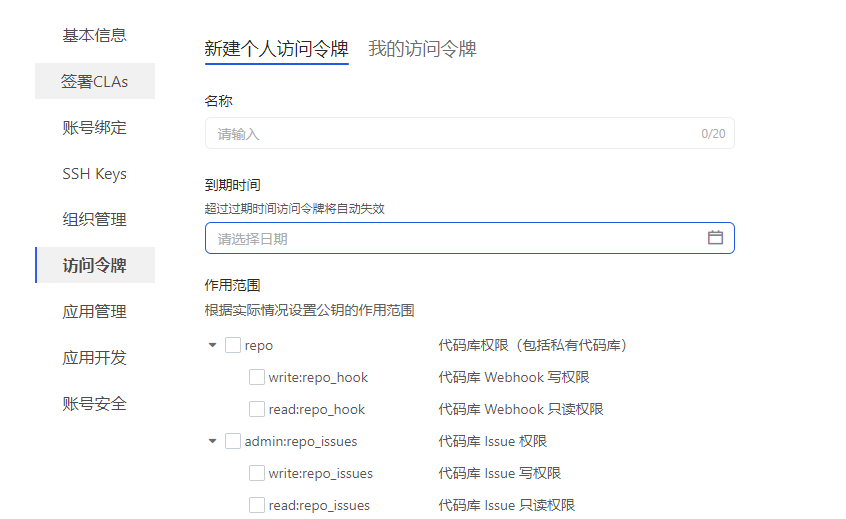 基本信息
签署CLAs
账号绑定
SSH Keys
组织管理
访问令牌
应用管理
应用开发
账号安全
新建个人访问令牌 我的访问令牌
名称
请输入 0/20
到期时间
超过过期时间访问令牌将自动失效
请选择日期
作用范围
根据实际情况设置公钥的作用范围
repo 代码库权限（包括私有代码库）
write:repo_hook 代码库 Webhook 写权限
read:repo_hook 代码库 Webhook 只读权限
admin:repo_issues 代码库 Issue 权限
write:repo_issues 代码库 Issue 写权限
read:repo_issues 代码库 Issue 只读权限